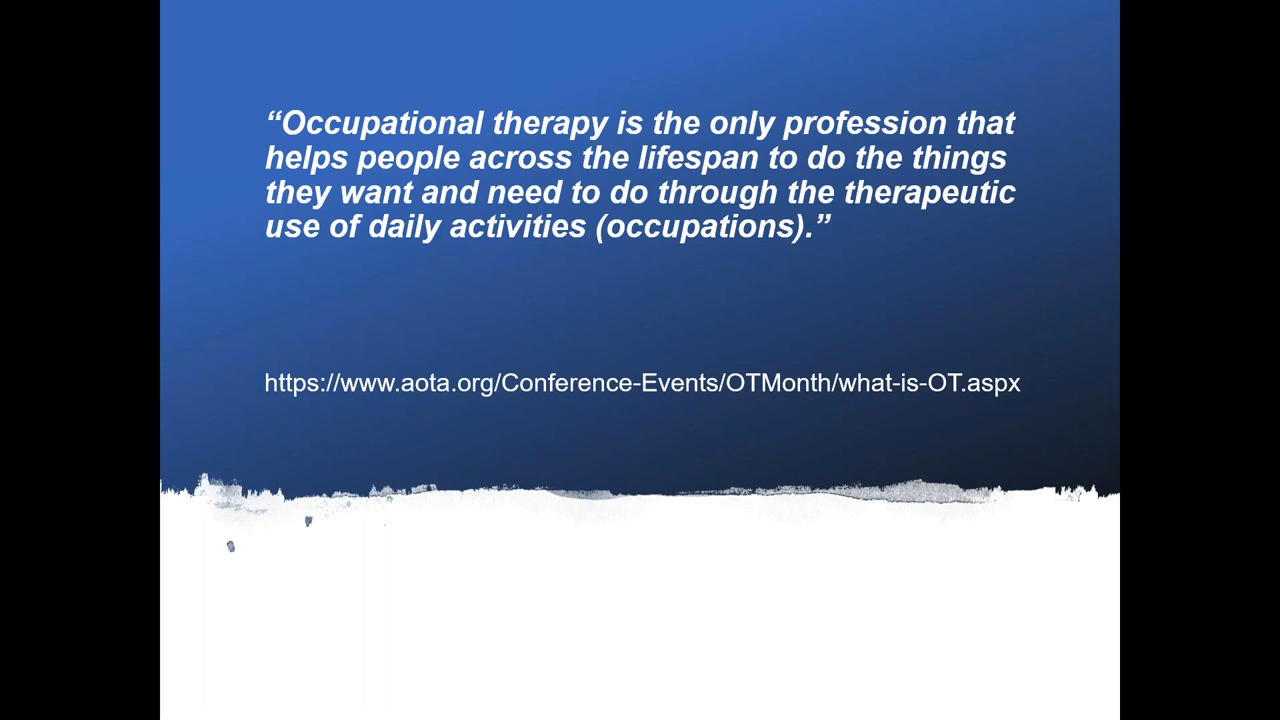 “Occupational therapy is the only profession that
helps people across the lifespan to do the things
they want and need to do through the therapeutic
use of daily activities (occupations).”
https://www.aota.org/Conference-Events/OTMonth/what-is-OT.aspx